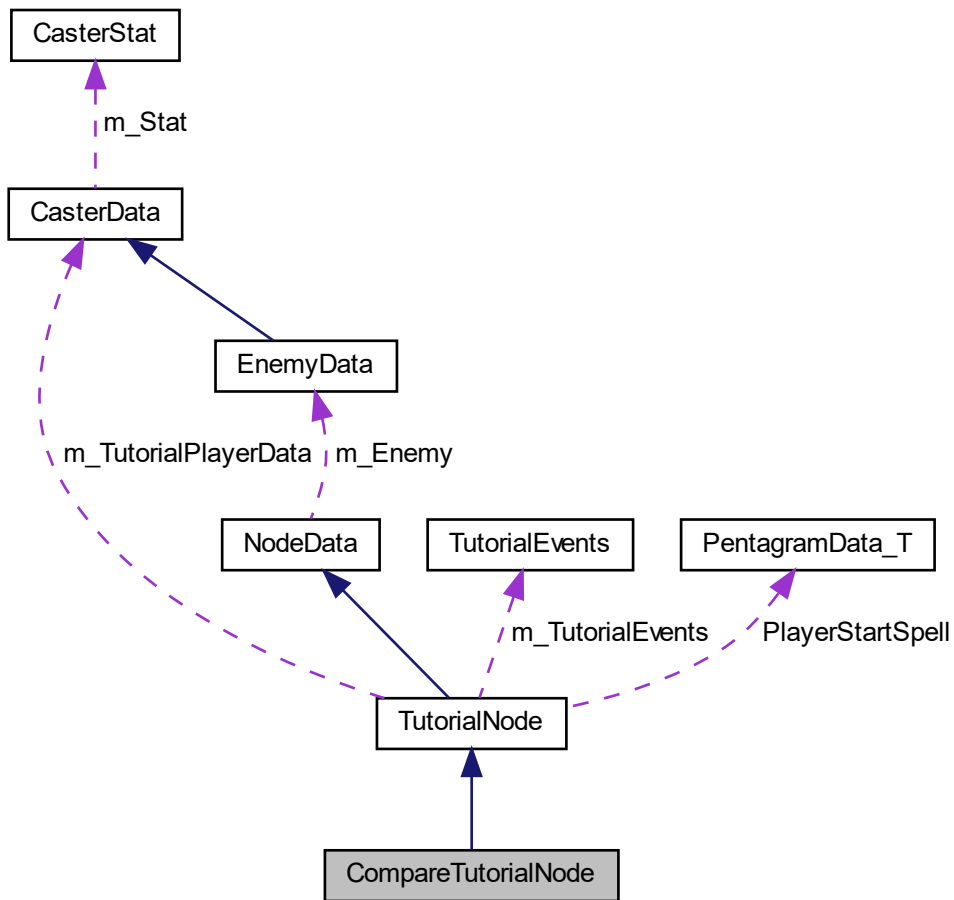 CasterStat
m_Stat
CasterData
EnemyData
m_TutorialPlayerData
m_Enemy
NodeData
TutorialEvents
PentagramData_T
m_TutorialEvents
PlayerStartSpell
TutorialNode
CompareTutorialNode